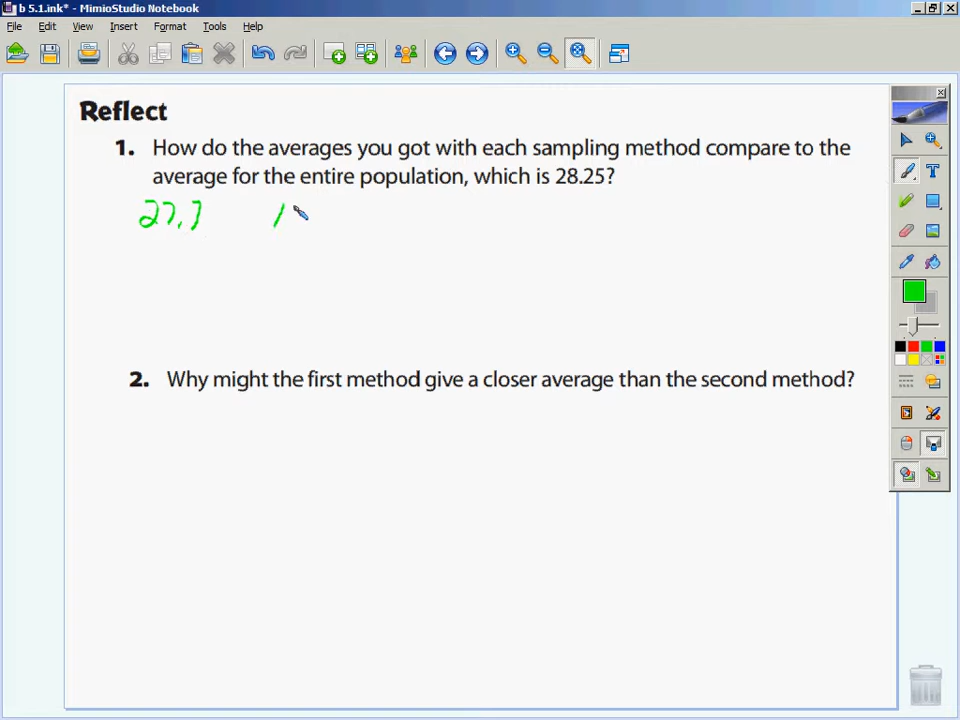 b 5.1.ink* - MimioStudio Notebook
File Edit View Insert Format Tools Help
Reflect
1. How do the averages you got with each sampling method compare to the
average for the entire population, which is 28.25?
27.7 1
2. Why might the first method give a closer average than the second method?
T